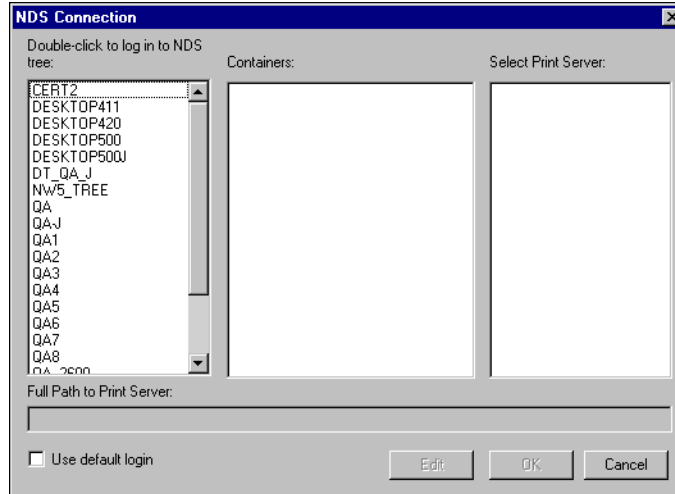 NDS Connection
Double-click to log in to NDS
tree:
Containers:
Select Print Server:
CERT2
DESKTOP411
DESKTOP420
DESKTOP500
DESKTOP500J
DT_QA_J
NW5_TREE
QA
QA-J
QA1
QA2
QA3
QA4
QA5
QA6
QA7
QA8
QA_2600
Full Path to Print Server:
Use default login
Edit
OK
Cancel